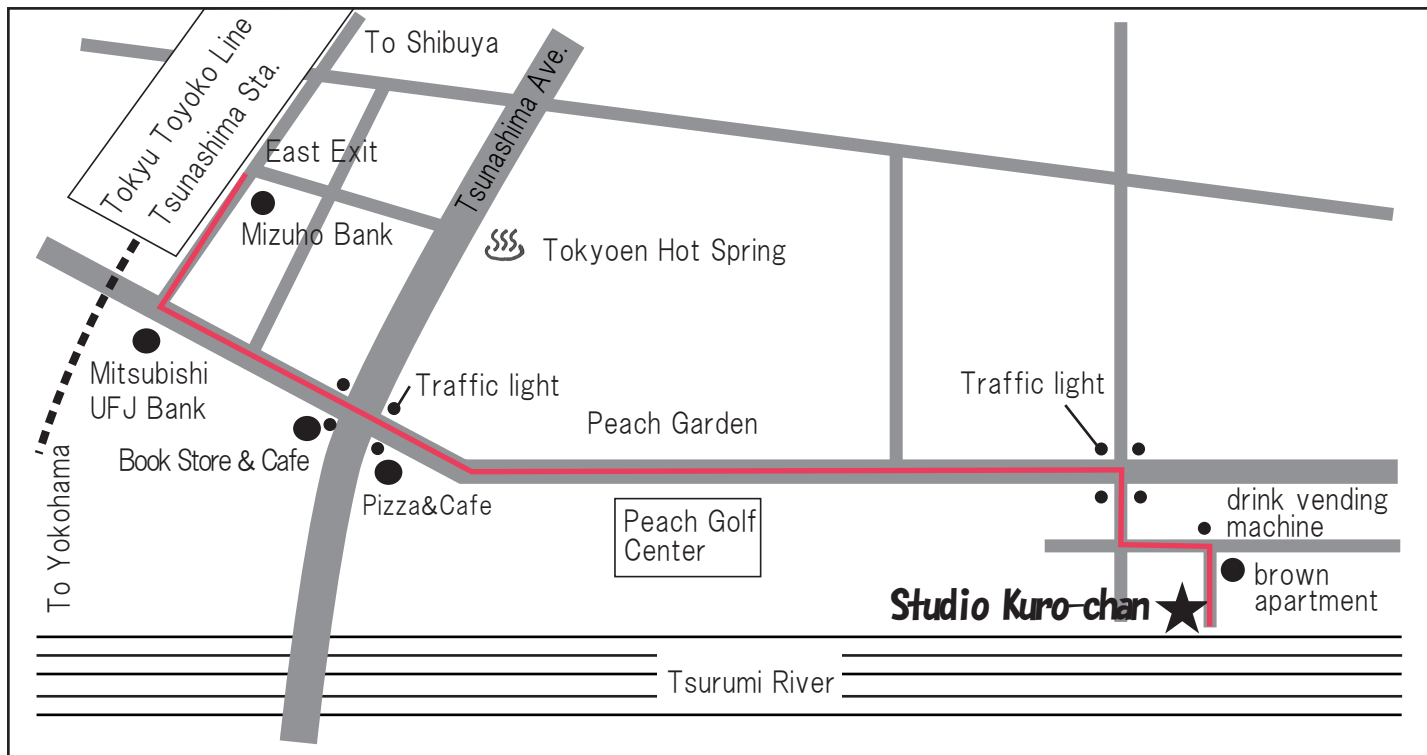 To Shibuya
Tokyu Toyoko Line
Tsunashima Sta.
Tsunashima Ave.
East Exit
Mizuho Bank
Tokyoen Hot Spring
Mitsubishi
UFJ Bank
Traffic light
Traffic light
Peach Garden
Book Store & Cafe
To Yokohama
Pizza&Cafe
Peach Golf
Center
drink vending
machine
brown
apartment
Studio Kuro-chan
Tsurumi River